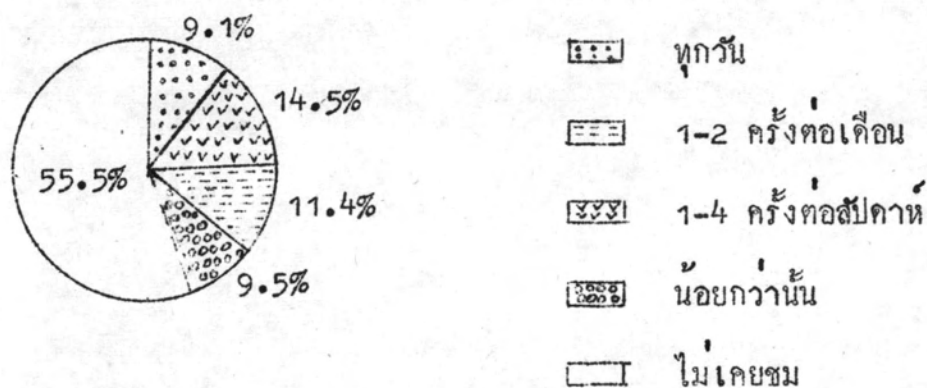 9.1%
14.5%
55.5%
11.4%
9.5%
ทุกวัน
1-2 ครั้งต่อเดือน
1-4 ครั้งต่อสัปดาห์
น้อยกว่านั้น
ไม่เคยชม